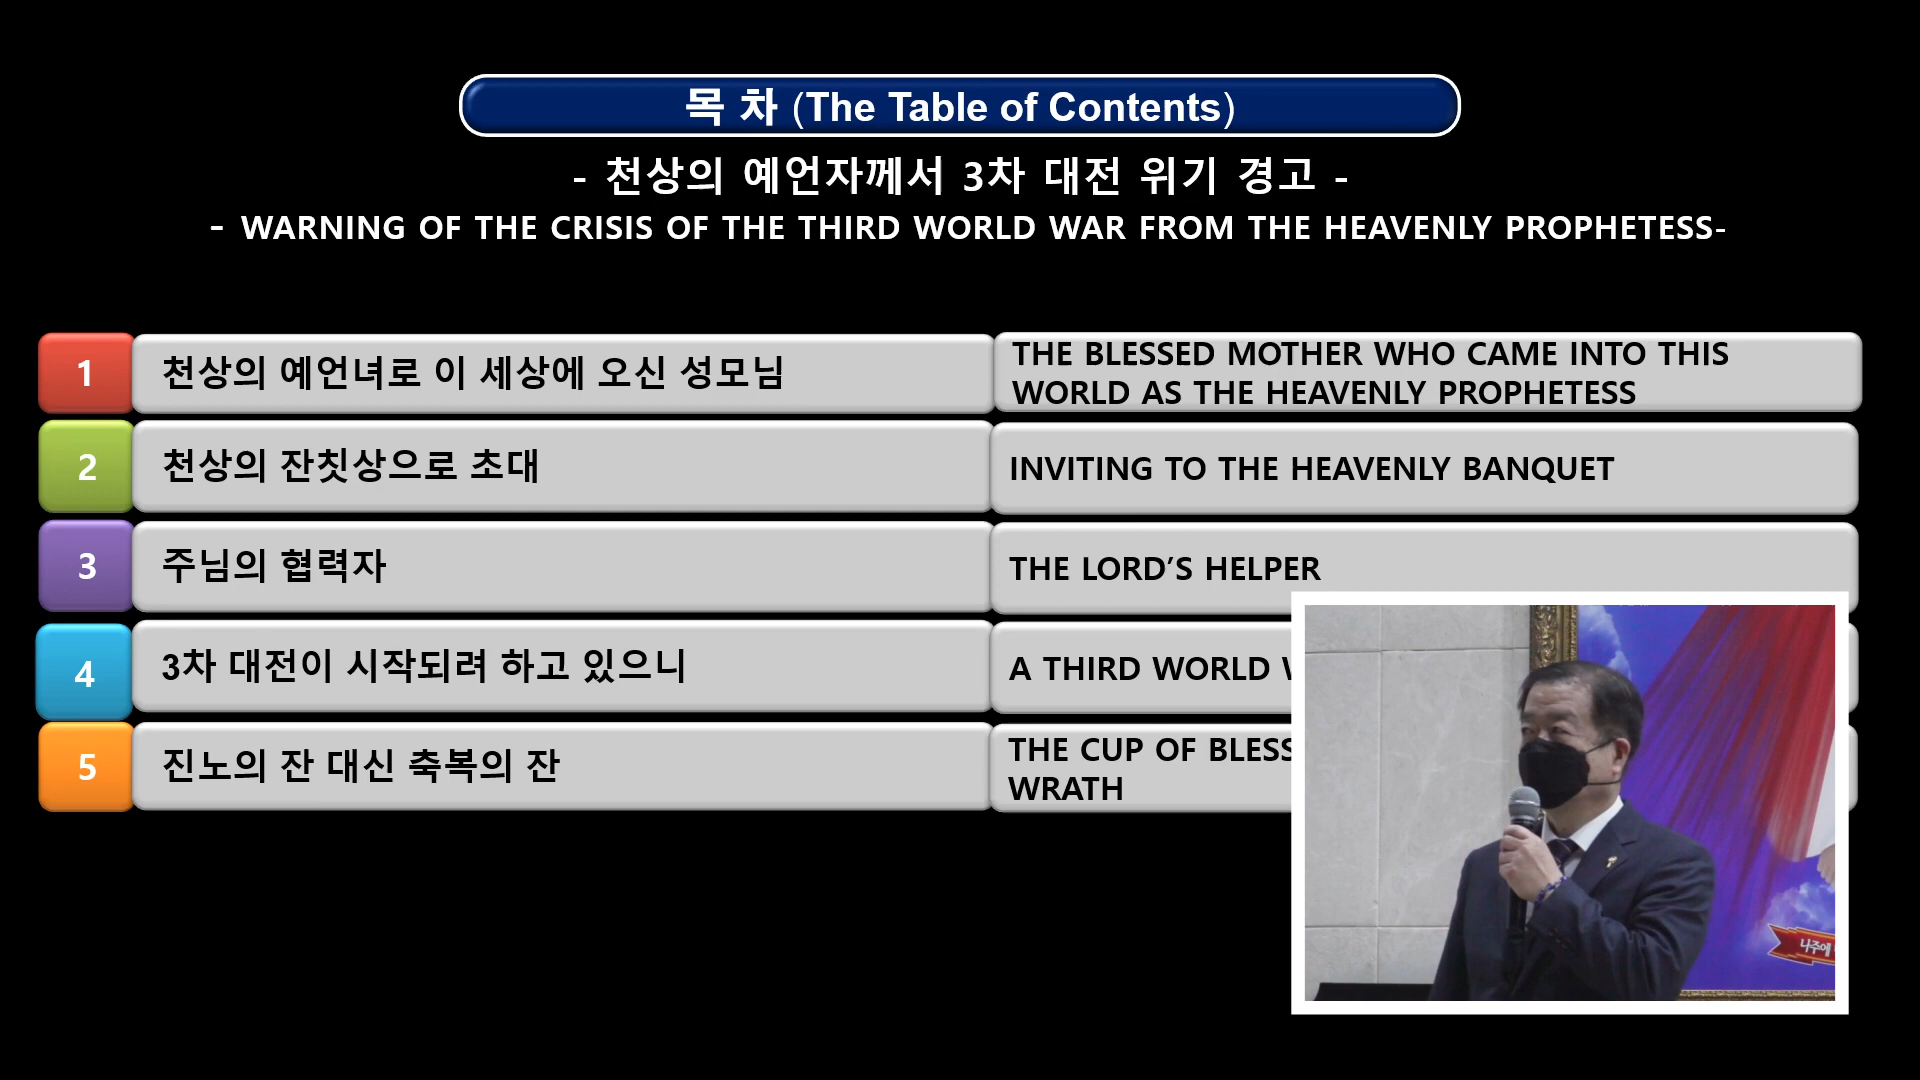 목 차 (The Table of Contents)
- 천상의 예언자께서 3차 대전 위기 경고 -
- WARNING OF THE CRISIS OF THE THIRD WORLD WAR FROM THE HEAVENLY PROPHETESS-
1 천상의 예언녀로 이 세상에 오신 성모님
THE BLESSED MOTHER WHO CAME INTO THIS
WORLD AS THE HEAVENLY PROPHETESS
2 천상의 잔칫상으로 초대
INVITING TO THE HEAVENLY BANQUET
3 주님의 협력자
THE LORD’S HELPER
4 3차 대전이 시작되려 하고 있으니
A THIRD WORLD
5 진노의 잔 대신 축복의 잔
THE CUP OF BLESS
WRATH
나주에